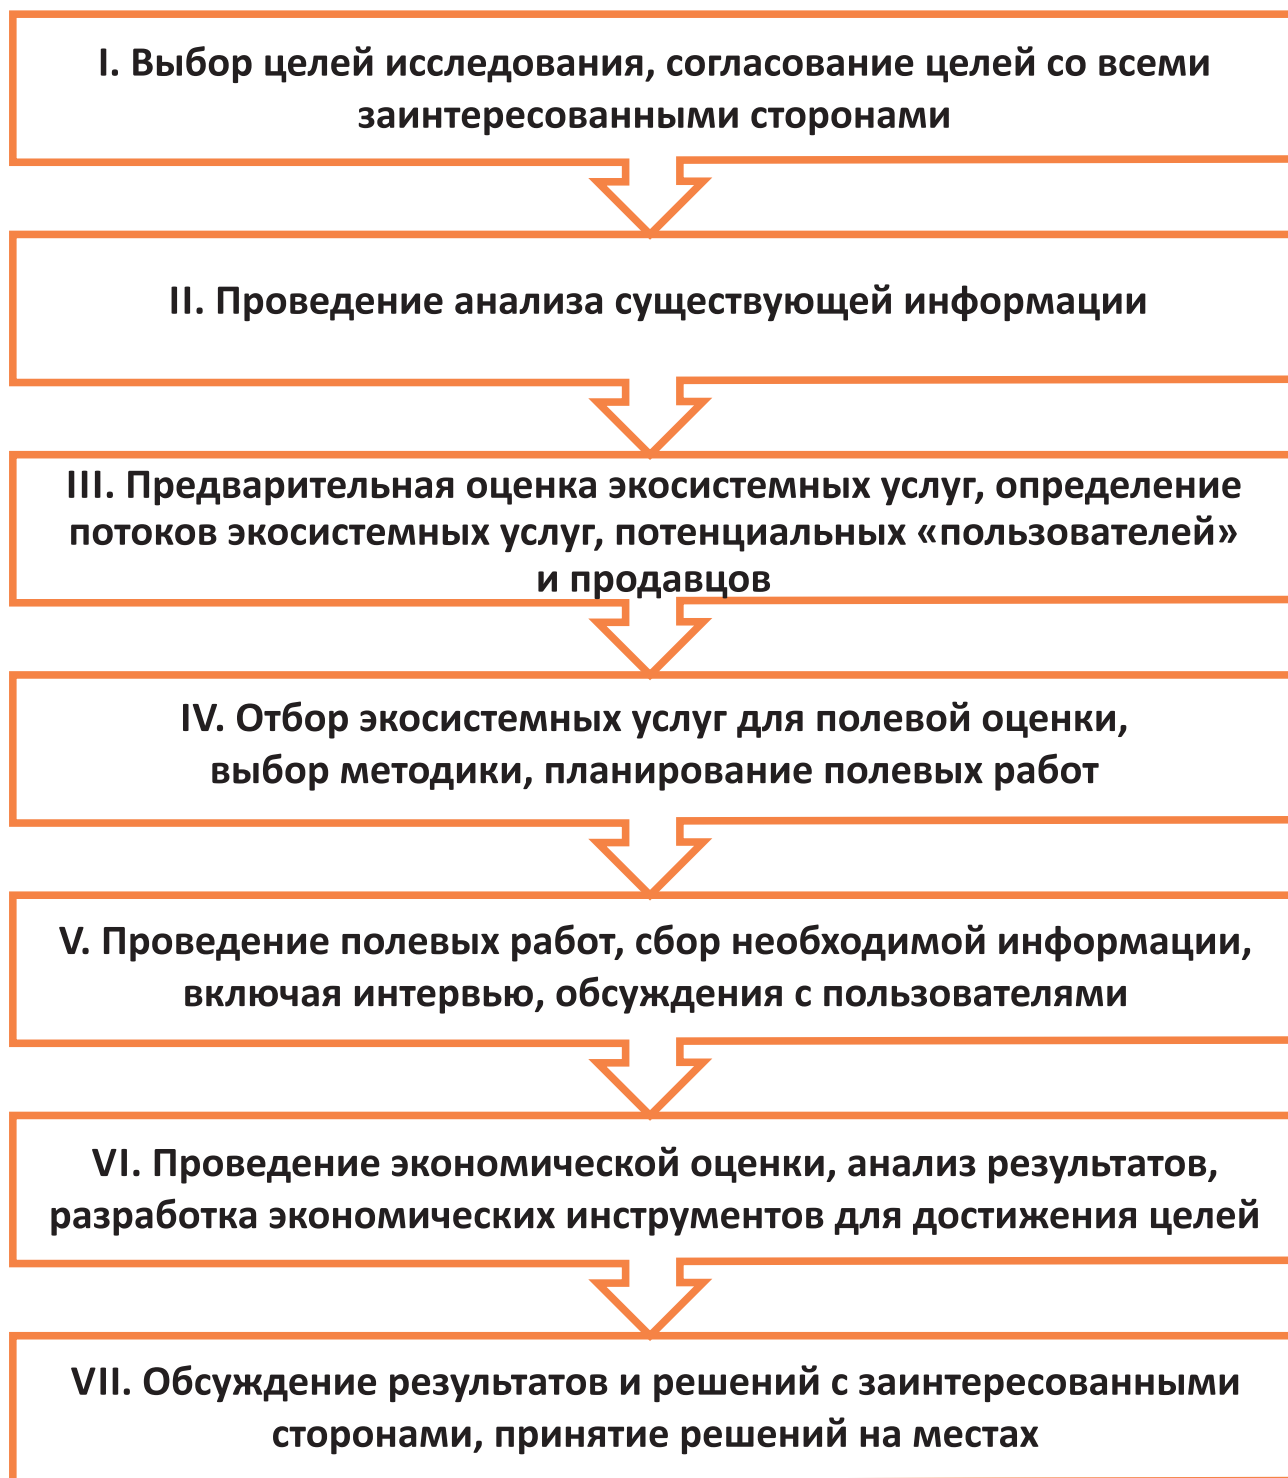 I. Выбор целей исследования, согласование целей со всеми
заинтересованными сторонами
II. Проведение анализа существующей информации
III. Предварительная оценка экосистемных услуг, определение
потоков экосистемных услуг, потенциальных «пользователей»
и продавцов
IV. Отбор экосистемных услуг для полевой оценки,
выбор методики, планирование полевых работ
V. Проведение полевых работ, сбор необходимой информации,
включая интервью, обсуждения с пользователями
VI. Проведение экономической оценки, анализ результатов,
разработка экономических инструментов для достижения целей
VII. Обсуждение результатов и решений с заинтересованными
сторонами, принятие решений на местах